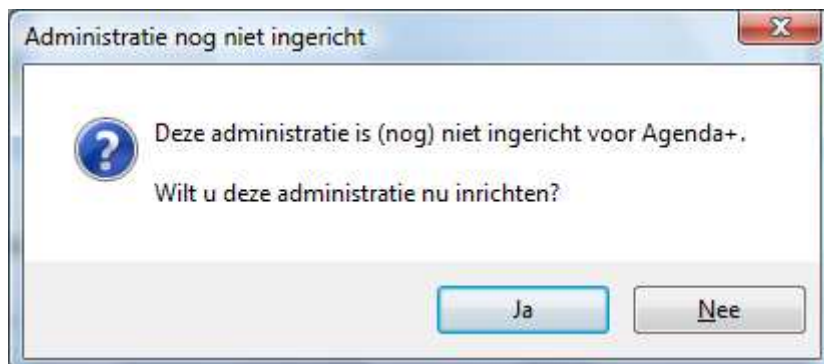 Administratie nog niet ingericht
Deze administratie is (nog) niet ingericht voor Agenda+.
Wilt u deze administratie nu inrichten?
Ja
Nee